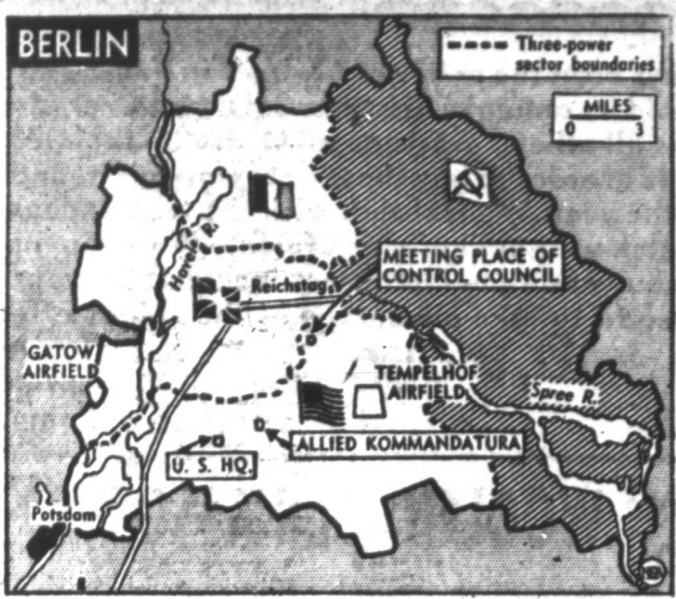 BERLIN
Three-power
sector boundaries
MILES
0 3
Havel R.
MEETING PLACE OF
CONTROL COUNCIL
Reichstag
GATOW
AIRFIELD
TEMPELHOF
AIRFIELD
Spree R.
ALLIED KOMMANDATURA
U. S. HQ.
Potsdam